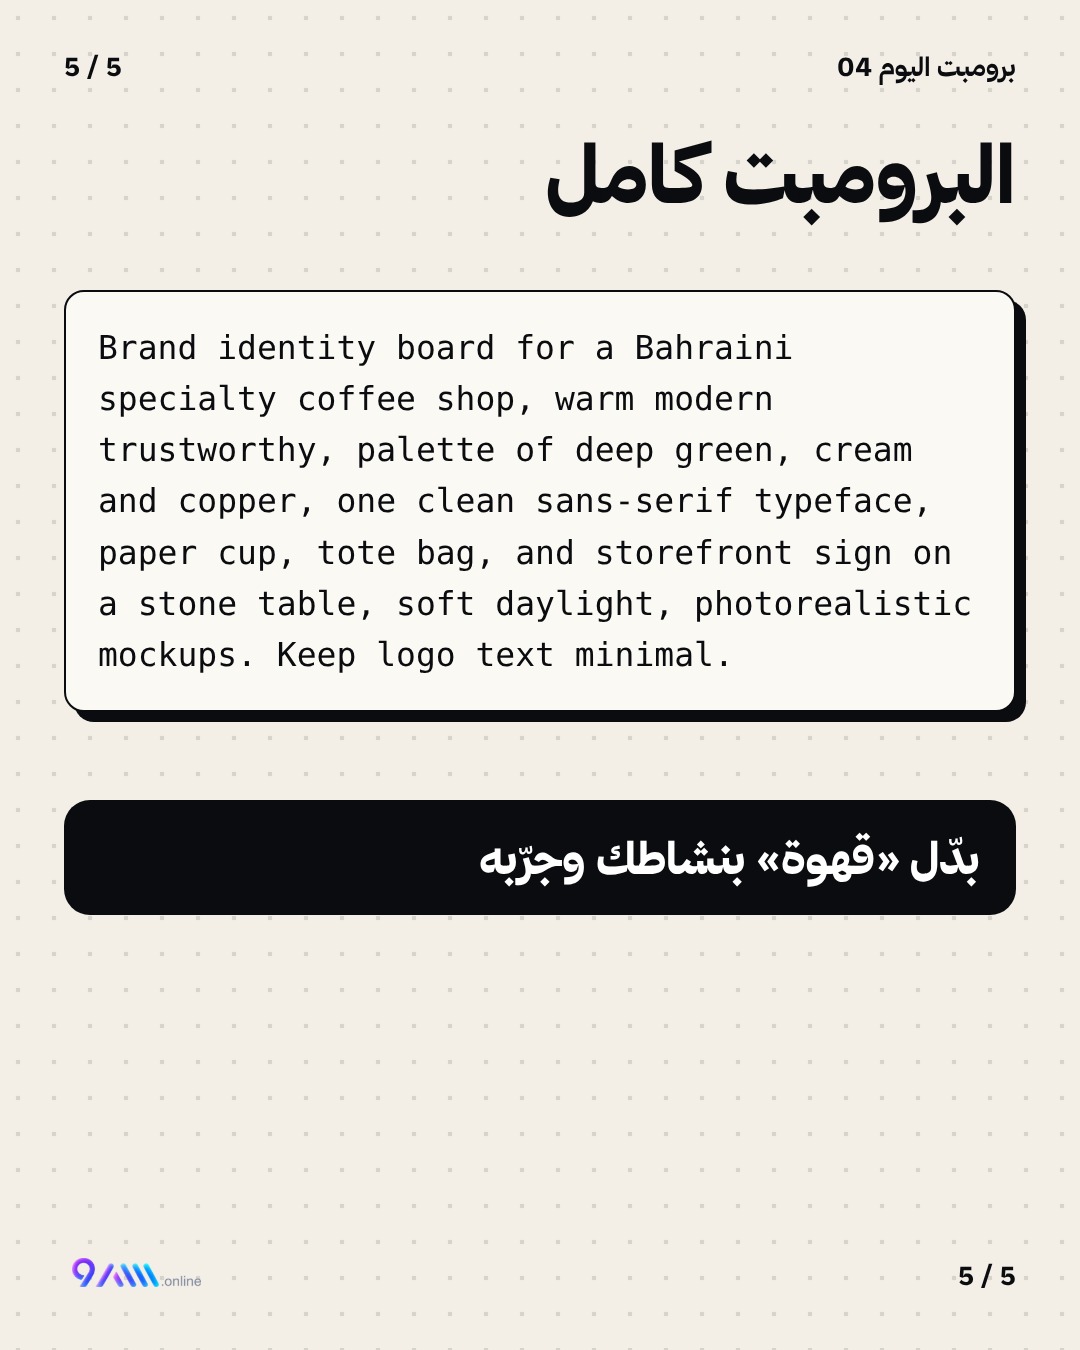 برومبت اليوم 04
5 / 5
البرومبت كامل
Brand identity board for a Bahraini
specialty coffee shop, warm modern
trustworthy, palette of deep green, cream
and copper, one clean sans-serif typeface,
paper cup, tote bag, and storefront sign on
a stone table, soft daylight, photorealistic
mockups. Keep logo text minimal.
بدّل «قهوة» بنشاطك وجرّبه
9AM.online
5 / 5